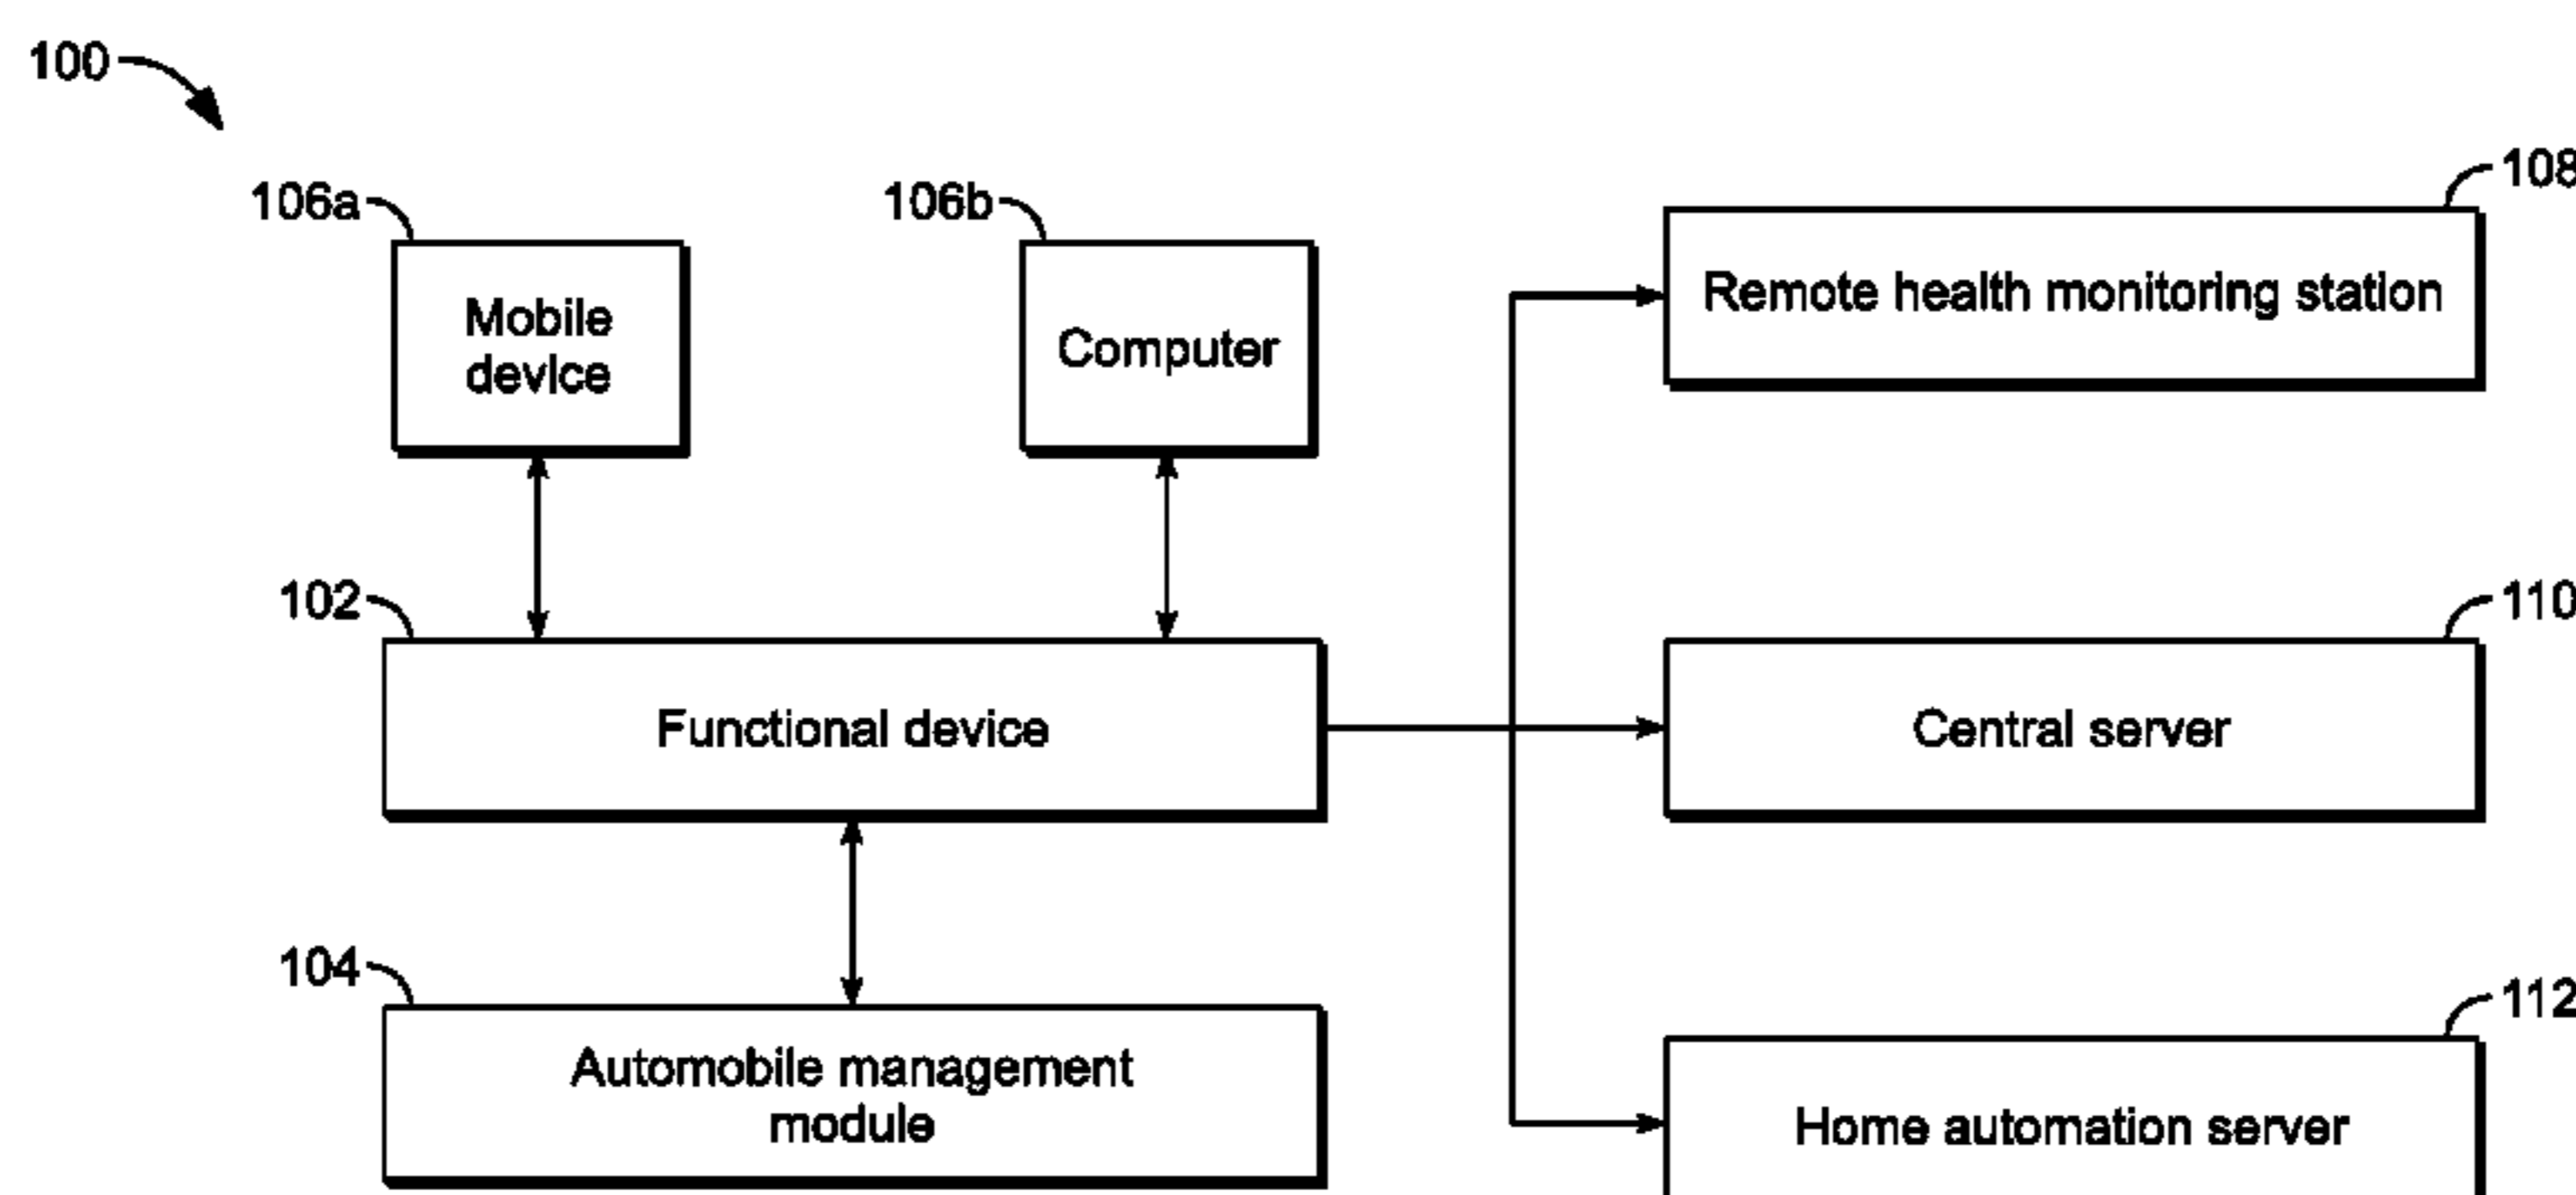 100
106a
106b
108
Mobile
device
Computer
Remote health monitoring station
102
110
Functional device
Central server
104
112
Automobile management
module
Home automation server